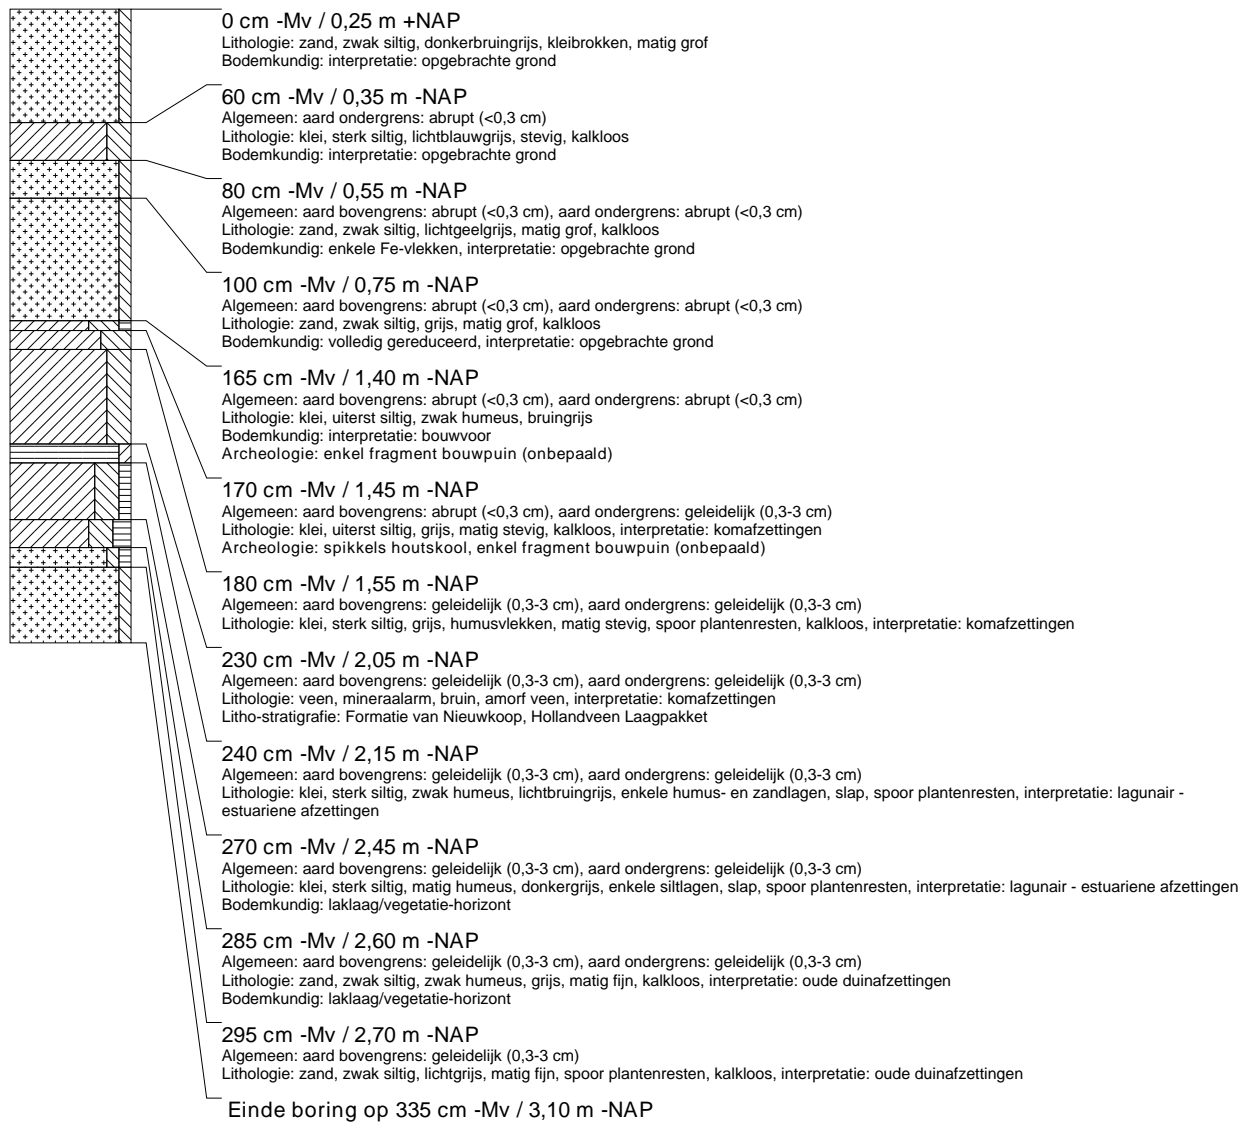 0 cm -Mv / 0,25 m +NAP
Lithologie: zand, zwak siltig, donkerbruingrijs, kleibrokken, matig grof
Bodemkundig: interpretatie: opgebrachte grond
60 cm -Mv / 0,35 m -NAP
Algemeen: aard ondergrens: abrupt (<0,3 cm)
Lithologie: klei, sterk siltig, lichtblauwgrijs, stevig, kalkloos
Bodemkundig: interpretatie: opgebrachte grond
80 cm -Mv / 0,55 m -NAP
Algemeen: aard bovengrens: abrupt (<0,3 cm), aard ondergrens: abrupt (<0,3 cm)
Lithologie: zand, zwak siltig, lichtgeelgrijs, matig grof, kalkloos
Bodemkundig: enkele Fe-vlekken, interpretatie: opgebrachte grond
100 cm -Mv / 0,75 m -NAP
Algemeen: aard bovengrens: abrupt (<0,3 cm), aard ondergrens: abrupt (<0,3 cm)
Lithologie: zand, zwak siltig, grijs, matig grof, kalkloos
Bodemkundig: volledig gereduceerd, interpretatie: opgebrachte grond
165 cm -Mv / 1,40 m -NAP
Algemeen: aard bovengrens: abrupt (<0,3 cm), aard ondergrens: abrupt (<0,3 cm)
Lithologie: klei, uiterst siltig, zwak humeus, bruingrijs
Bodemkundig: interpretatie: bouwvoor
Archeologie: enkel fragment bouwpuin (onbepaald)
170 cm -Mv / 1,45 m -NAP
Algemeen: aard bovengrens: abrupt (<0,3 cm), aard ondergrens: geleidelijk (0,3-3 cm)
Lithologie: klei, uiterst siltig, grijs, matig stevig, kalkloos, interpretatie: komafzettingen
Archeologie: spikkels houtskool, enkel fragment bouwpuin (onbepaald)
180 cm -Mv / 1,55 m -NAP
Algemeen: aard bovengrens: geleidelijk (0,3-3 cm), aard ondergrens: geleidelijk (0,3-3 cm)
Lithologie: klei, sterk siltig, grijs, humusvlekken, matig stevig, spoor plantenresten, kalkloos, interpretatie: komafzettingen
230 cm -Mv / 2,05 m -NAP
Algemeen: aard bovengrens: geleidelijk (0,3-3 cm), aard ondergrens: geleidelijk (0,3-3 cm)
Lithologie: veen, mineraalarm, bruin, amorf veen, interpretatie: komafzettingen
Litho-stratigrafie: Formatie van Nieuwkoop, Hollandveen Laagpakket
240 cm -Mv / 2,15 m -NAP
Algemeen: aard bovengrens: geleidelijk (0,3-3 cm), aard ondergrens: geleidelijk (0,3-3 cm)
Lithologie: klei, sterk siltig, zwak humeus, lichtbruingrijs, enkele humus- en zandlagen, slap, spoor plantenresten, interpretatie: lagunair -
estuariene afzettingen
270 cm -Mv / 2,45 m -NAP
Algemeen: aard bovengrens: geleidelijk (0,3-3 cm), aard ondergrens: geleidelijk (0,3-3 cm)
Lithologie: klei, sterk siltig, matig humeus, donkergrijs, enkele siltlagen, slap, spoor plantenresten, interpretatie: lagunair - estuariene afzettingen
Bodemkundig: laklaag/vegetatie-horizont
285 cm -Mv / 2,60 m -NAP
Algemeen: aard bovengrens: geleidelijk (0,3-3 cm), aard ondergrens: geleidelijk (0,3-3 cm)
Lithologie: zand, zwak siltig, zwak humeus, grijs, matig fijn, kalkloos, interpretatie: oude duinafzettingen
Bodemkundig: laklaag/vegetatie-horizont
295 cm -Mv / 2,70 m -NAP
Algemeen: aard bovengrens: geleidelijk (0,3-3 cm)
Lithologie: zand, zwak siltig, lichtgrijs, matig fijn, spoor plantenresten, kalkloos, interpretatie: oude duinafzettingen
Einde boring op 335 cm -Mv / 3,10 m -NAP